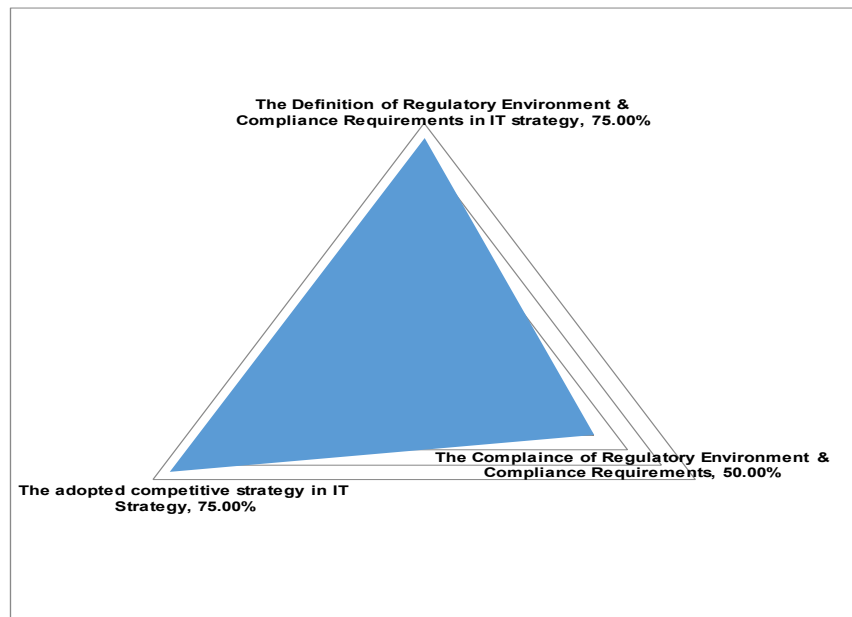 The Definition of Regulatory Environment &
Compliance Requirements in IT strategy, 75.00%
The Complaince of Regulatory Environment &
Compliance Requirements, 50.00%
The adopted competitive strategy in IT
Strategy, 75.00%